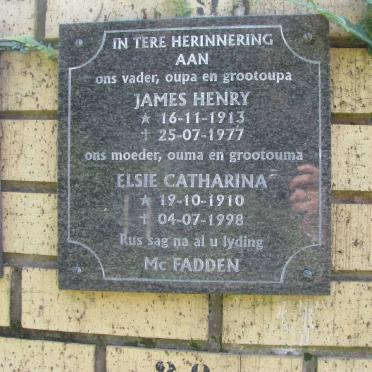 IN TERE HERINNERING
AAN
ons vader, oupa en grootoupa
JAMES HENRY
★ 16-11-1913
✝ 25-07-1977
ons moeder, ouma en grootouma
ELSIE CATHARINA
★ 19-10-1910
✝ 04-07-1998
Rus sag na al u lyding
Mc FADDEN